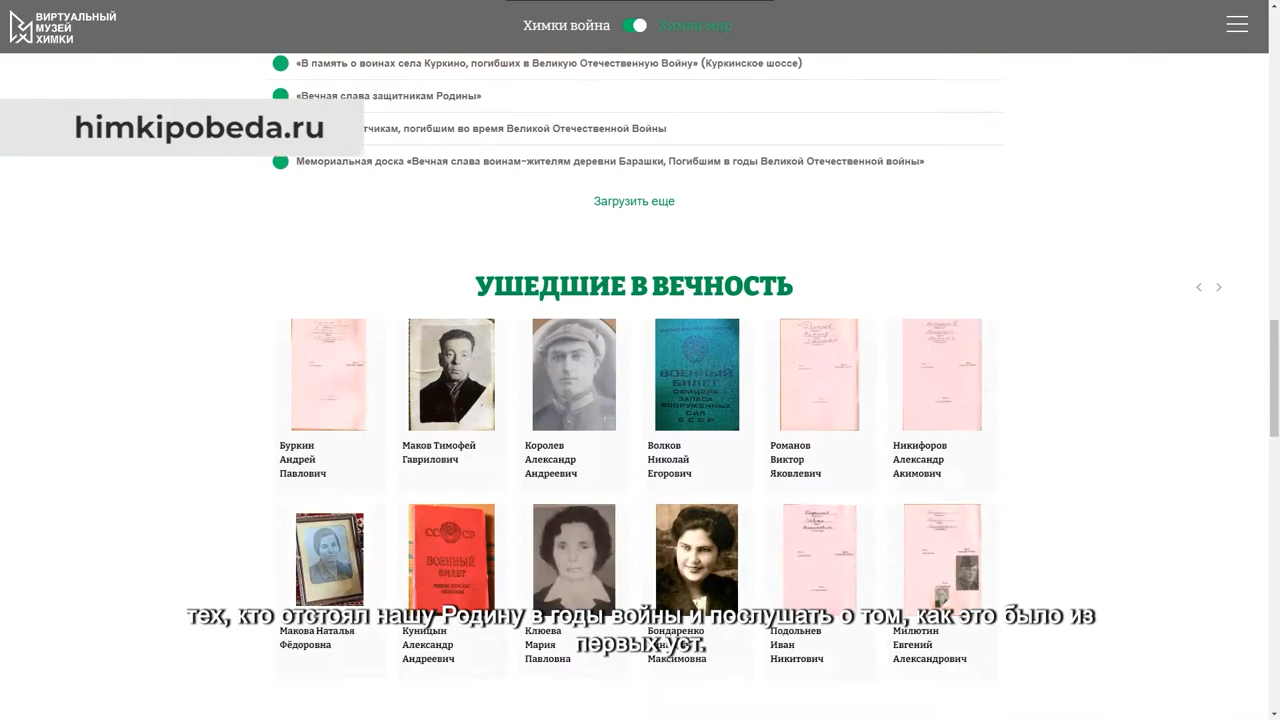 ВИРТУАЛЬНЫЙ
МУЗЕЙ
ХИМКИ
Химки война
Химки мир
«В память о воинах села Куркино, погибших в Великую Отечественную Войну» (Куркинское шоссе)
«Вечная слава защитникам Родины»
himkipobeda.ru
погибшим во время Великой Отечественной Войны
Мемориальная доска «Вечная слава воинам-жителям деревни Барашки, Погибшим в годы Великой Отечественной войны»
Загрузить еще
УШЕДШИЕ В ВЕЧНОСТЬ
ВОЕННЫЙ
БИЛЕТ
ОФИЦЕРА
ЗАПАСА
ВООРУЖЕННЫХ
СИЛ
СССР
Буркин
Андрей
Павлович
Маков Тимофей
Гаврилович
Королев
Александр
Андреевич
Волков
Николай
Егорович
Романов
Виктор
Яковлевич
Никифоров
Александр
Акимович
СССР
ВОЕННЫЙ
БИЛЕТ
тех, кто отстоял нашу Родину в годы войны и послушать о том, как это было из
первых уст.
Макова Наталья
Фёдоровна
Куницын
Александр
Андреевич
Клюева
Мария
Павловна
Бондаренко
Максимовна
Подольнев
Иван
Никитович
Милютин
Евгений
Александрович